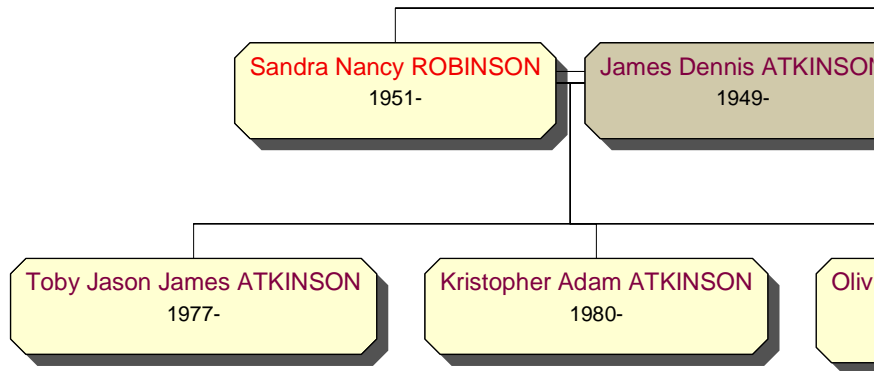 Sandra Nancy ROBINSON
1951-
James Dennis ATKINSON
1949-
Toby Jason James ATKINSON
1977-
Kristopher Adam ATKINSON
1980-
Oliv